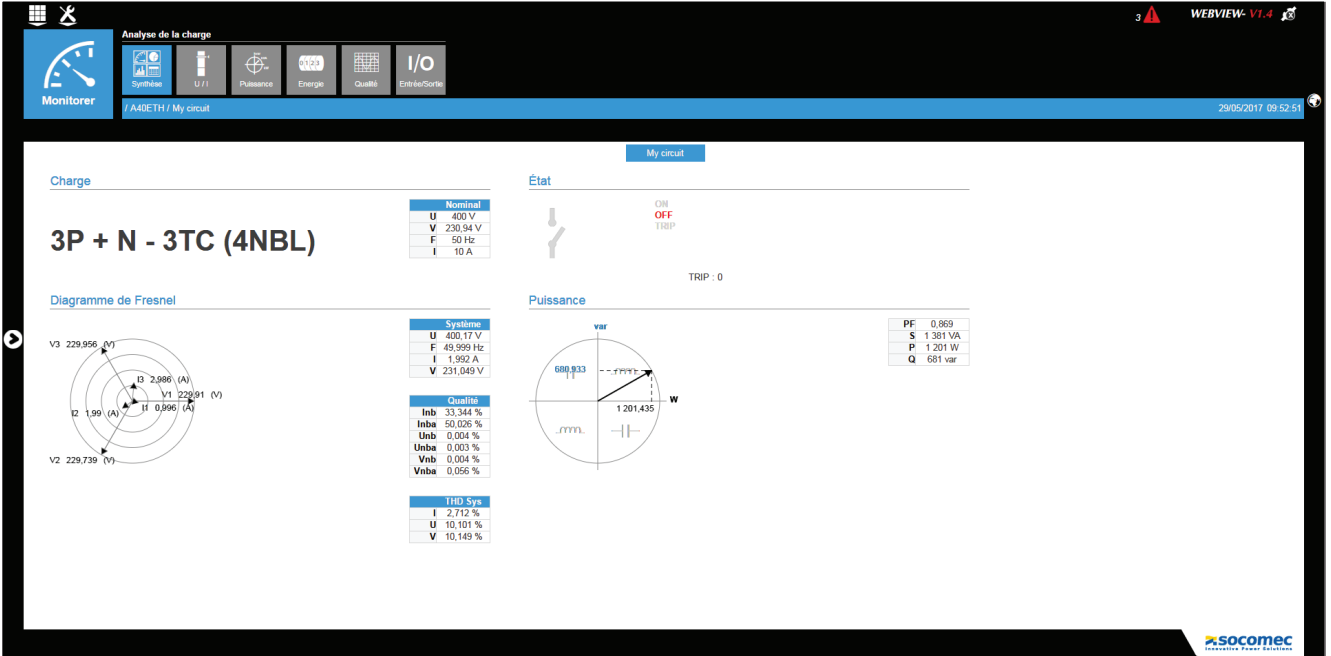 3
WEBVIEW- V1.4
Analyse de la charge
Synthèse
U / I
Puissance
0 1 2 3
Energie
Qualité
I/O
Entrée/Sortie
Monitorer
/ A40ETH / My circuit
29/05/2017 09:52:51
My circuit
Charge
3P + N - 3TC (4NBL)
Nominal
U 400 V
V 230,94 V
F 50 Hz
I 10 A
État
ON
OFF
TRIP
TRIP : 0
Diagramme de Fresnel
V3 229,956 (V)
I3 2,986 (A)
V1 229,91 (V)
I2 1,99 (A)
I1 0,996 (A)
V2 229,739 (V)
Système
U 400,17 V
F 49,999 Hz
I 1,992 A
V 231,049 V
Qualité
Inb 33,344 %
Inba 50,026 %
Unb 0,004 %
Unba 0,003 %
Vnb 0,004 %
Vnba 0,056 %
THD Sys
I 2,712 %
U 10,101 %
V 10,149 %
Puissance
var
680,933
W
1 201,435
PF 0,869
S 1 381 VA
P 1 201 W
Q 681 var
socomec
Innovative Power Solutions